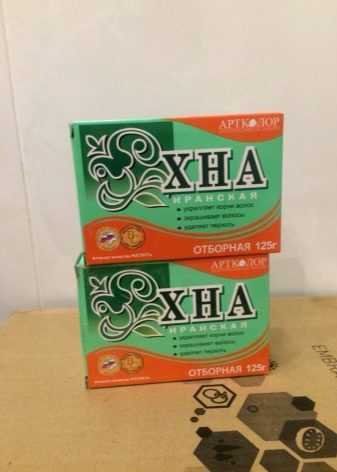 АРТКОЛОР
ХНА
ИРАНСКАЯ
укрепляет корни волос
окрашивает волосы
удаляет перхоть
ОТБОРНАЯ 125г
АРТКОЛОР
ХНА
ИРАНСКАЯ
укрепляет корни волос
окрашивает волосы
удаляет перхоть
ОТБОРНАЯ 125г